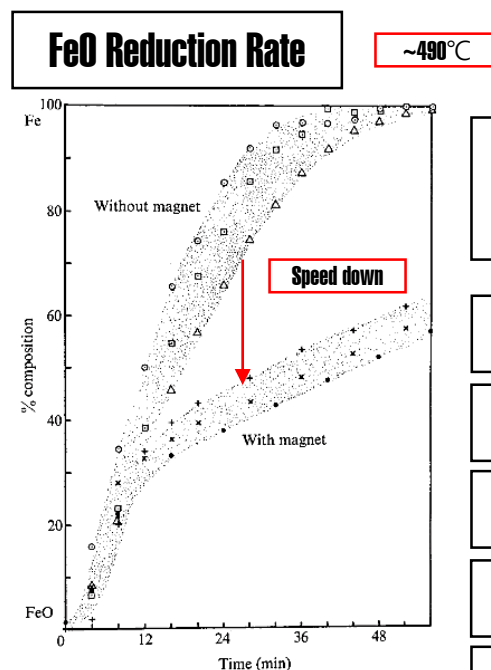 FeO Reduction Rate
~490℃
100
Fe
80
Without magnet
Speed down
60
% composition
40
With magnet
20
FeO
0 12 24 36 48
Time (min)